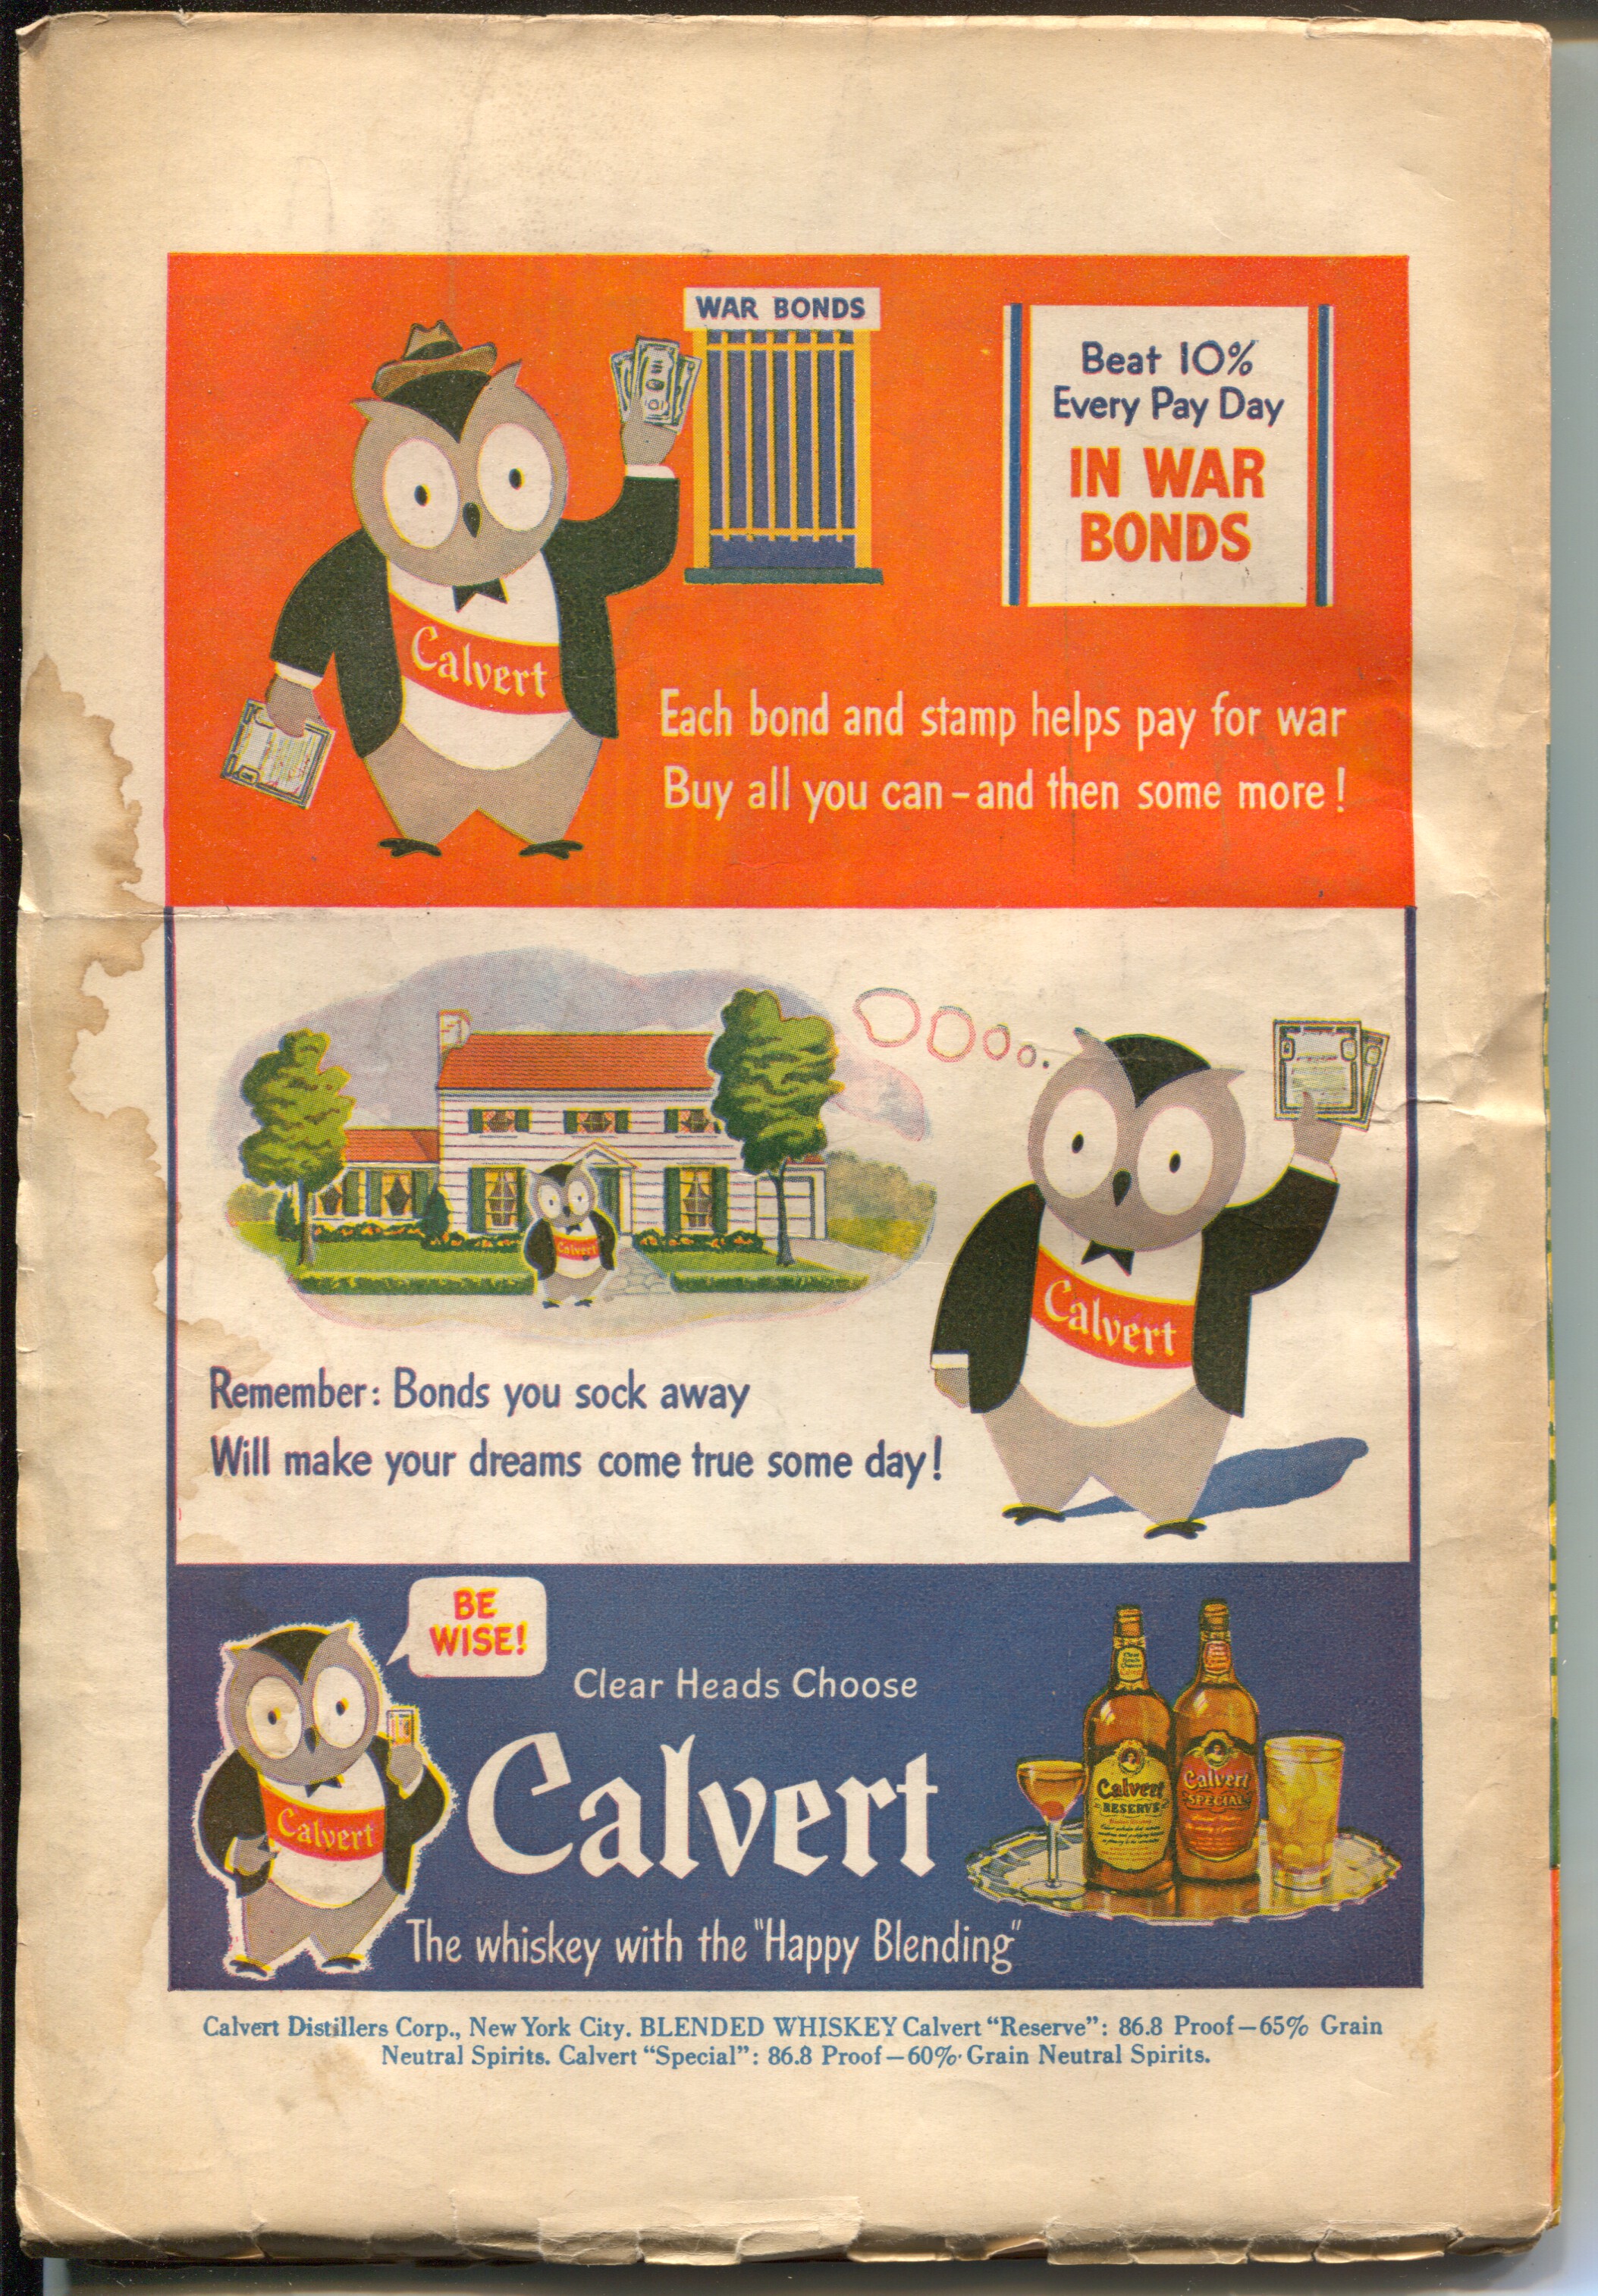 WAR BONDS
Beat 10%
Every Pay Day
IN WAR
BONDS
Calvert
Each bond and stamp helps pay for war
Buy all you can – and then some more!
Calvert
Calvert
Remember: Bonds you sock away
Will make your dreams come true some day!
BE
WISE!
Clear Heads Choose
Calvert
Calvert
Calvert
RESERVE
Calvert
SPECIAL
The whiskey with the "Happy Blending"
Calvert Distillers Corp., New York City. BLENDED WHISKEY Calvert “Reserve”: 86.8 Proof—65% Grain
Neutral Spirits. Calvert “Special”: 86.8 Proof—60% Grain Neutral Spirits.